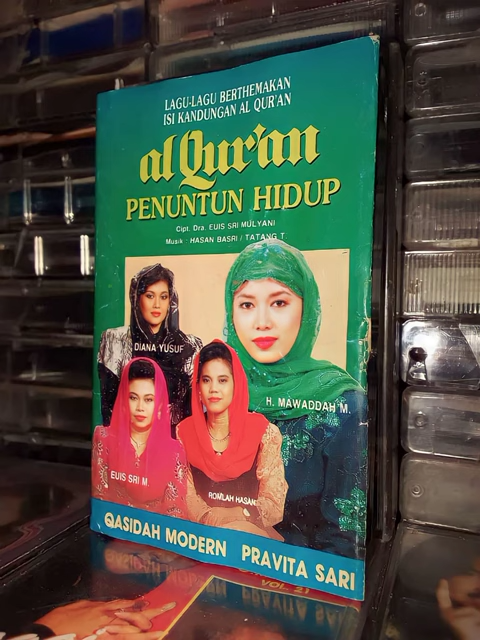 LAGU-LAGU BERTHEMAKAN
ISI KANDUNGAN AL QUR'AN
al Qur'an
PENUNTUN HIDUP
Cipt. Dra. EUIS SRI MULYANI
Musik : HASAN BASRI / TATANG T.
DIANA YUSUF
H. MAWADDAH M.
EUIS SRI M.
ROMLAH HASAN
QASIDAH MODERN PRAVITA SARI
VOL. 21